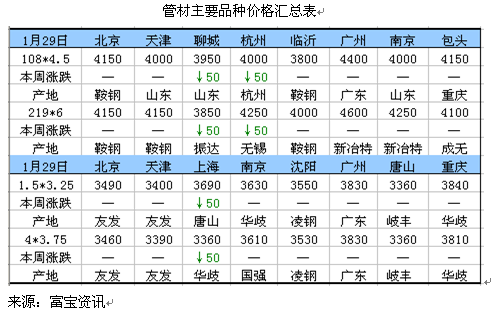 管材主要品种价格汇总表
1月29日 北京 天津 聊城 杭州 临沂 广州 南京 包头
108*4.5 4150 4000 3950 4000 3800 4400 4000 4150
本周涨跌 — — ↓50 ↓50 — — — —
产地 鞍钢 山东 山东 杭州 鞍钢 广东 山东 重庆
219*6 4150 4150 3850 4250 4000 4600 4250 4100
本周涨跌 — — ↓50 ↓50 — — — —
产地 鞍钢 鞍钢 振达 无锡 鞍钢 新冶特 新冶特 成无
1月29日 北京 天津 上海 南京 沈阳 广州 唐山 重庆
1.5*3.25 3490 3400 3690 3630 3550 3830 3360 3840
本周涨跌 — — ↓50 — — — — —
产地 友发 友发 唐山 华歧 凌钢 广东 岐丰 华歧
4*3.75 3460 3390 3360 3610 3530 3830 3360 3810
本周涨跌 — — ↓50 — — — — —
产地 友发 友发 华歧 国强 凌钢 广东 岐丰 华歧
来源：富宝资讯